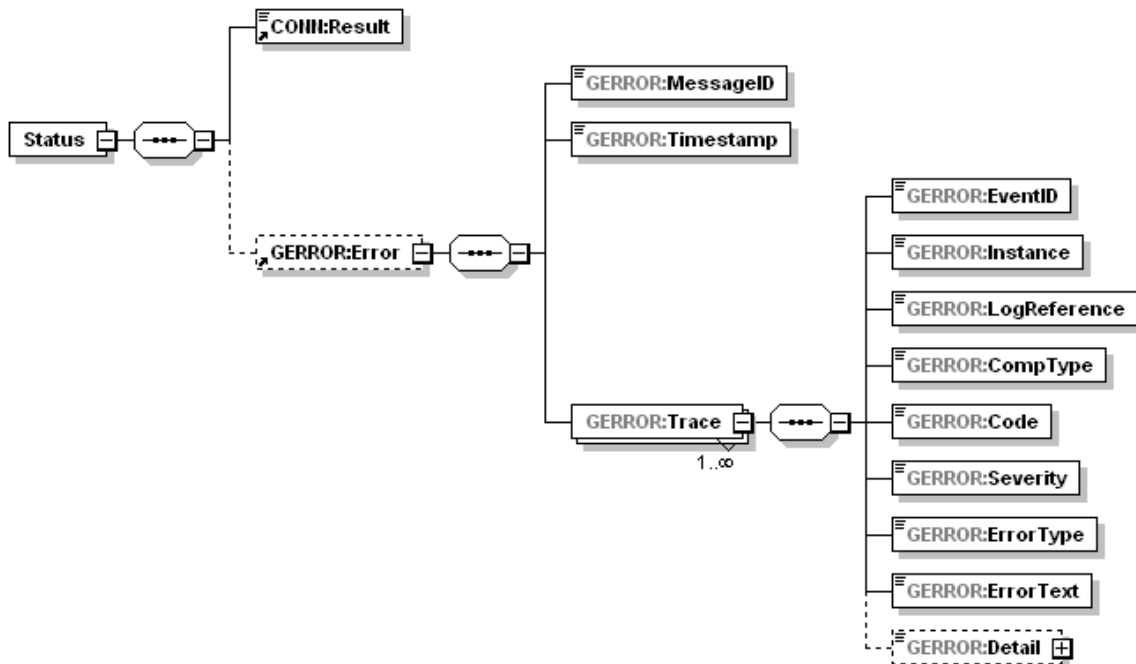 CONN:Result
GERROR:MessageID
Status
GERROR:Timestamp
GERROR:EventID
GERROR:Error
GERROR:Instance
GERROR:LogReference
GERROR:CompType
GERROR:Trace
GERROR:Code
1..∞
GERROR:Severity
GERROR:ErrorType
GERROR:ErrorText
GERROR:Detail